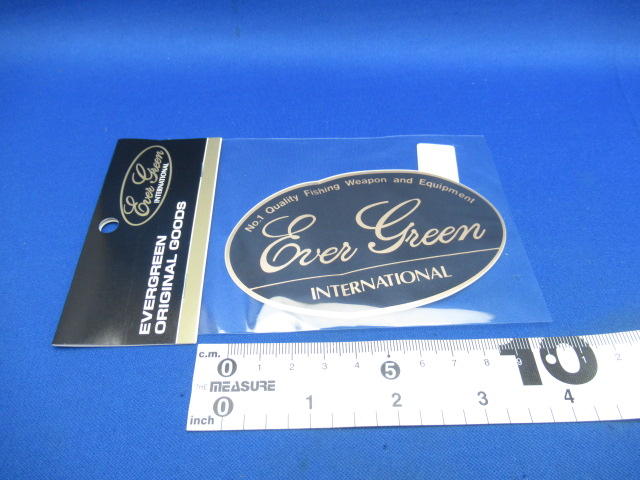 Ever Green
INTERNATIONAL
EVERGREEN
ORIGINAL GOODS
No.1 Quality Fishing Weapon and Equipment
Ever Green
INTERNATIONAL
c.m. 0 1 2 3 4 5 6 7 8 9 10 1 2
THE MEASURE
inch 0 1 2 3 4